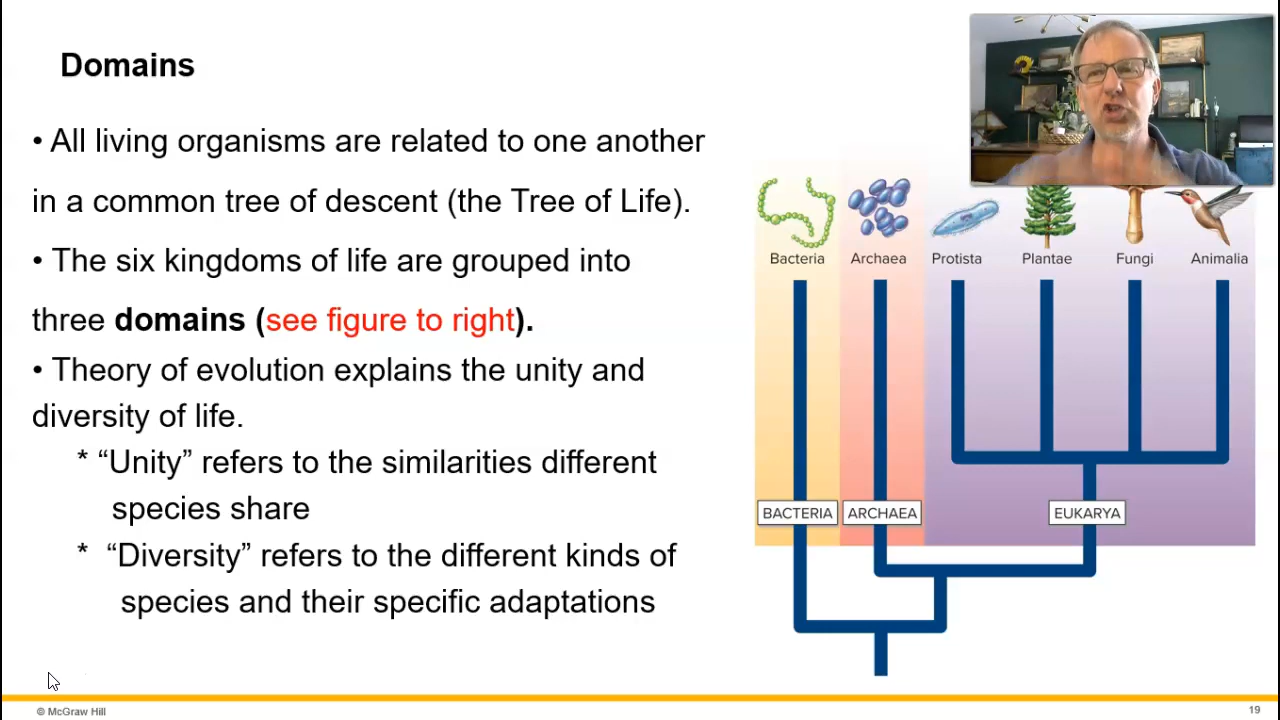 Domains
• All living organisms are related to one another
in a common tree of descent (the Tree of Life).
• The six kingdoms of life are grouped into
three domains (see figure to right).
• Theory of evolution explains the unity and
diversity of life.
* “Unity” refers to the similarities different
species share
* “Diversity” refers to the different kinds of
species and their specific adaptations
Bacteria Archaea Protista Plantae Fungi Animalia
BACTERIA ARCHAEA EUKARYA
© McGraw Hill
19